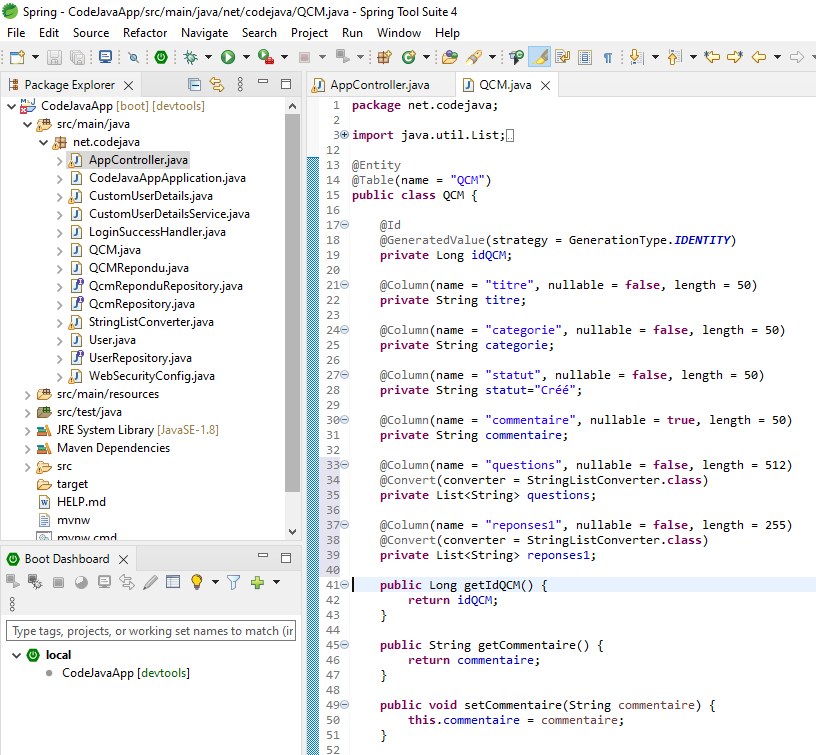 Spring - CodeJavaApp/src/main/java/net/codejava/QCM.java - Spring Tool Suite 4
File Edit Source Refactor Navigate Search Project Run Window Help
Package Explorer
CodeJavaApp [boot] [devtools]
src/main/java
net.codejava
AppController.java
CodeJavaAppApplication.java
CustomUserDetails.java
CustomUserDetailsService.java
LoginSuccessHandler.java
QCM.java
QCMRepondu.java
QcmReponduRepository.java
QcmRepository.java
StringListConverter.java
User.java
UserRepository.java
WebSecurityConfig.java
src/main/resources
src/test/java
JRE System Library [JavaSE-1.8]
Maven Dependencies
src
target
HELP.md
mvnw
mvnw.cmd
Boot Dashboard
Type tags, projects, or working set names to match (ir
local
CodeJavaApp [devtools]
AppController.java QCM.java
1 package net.codejava;
2
3 import java.util.List;
12
13 @Entity
14 @Table(name = "QCM")
15 public class QCM {
16
17 @Id
18 @GeneratedValue(strategy = GenerationType.IDENTITY)
19 private Long idQCM;
20
21 @Column(name = "titre", nullable = false, length = 50)
22 private String titre;
23
24 @Column(name = "categorie", nullable = false, length = 50)
25 private String categorie;
26
27 @Column(name = "statut", nullable = false, length = 50)
28 private String statut="Créé";
29
30 @Column(name = "commentaire", nullable = true, length = 50)
31 private String commentaire;
32
33 @Column(name = "questions", nullable = false, length = 512)
34 @Convert(converter = StringListConverter.class)
35 private List<String> questions;
36
37 @Column(name = "reponses1", nullable = false, length = 255)
38 @Convert(converter = StringListConverter.class)
39 private List<String> reponses1;
40
41 public Long getIdQCM() {
42 return idQCM;
43 }
44
45 public String getCommentaire() {
46 return commentaire;
47 }
48
49 public void setCommentaire(String commentaire) {
50 this.commentaire = commentaire;
51 }
52